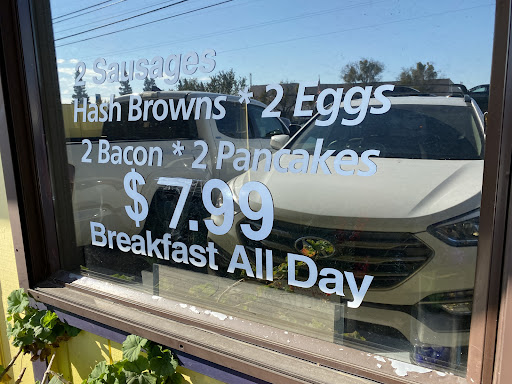 2 Sausages
Hash Browns * 2 Eggs
2 Bacon * 2 Pancakes
$7.99
Breakfast All Day